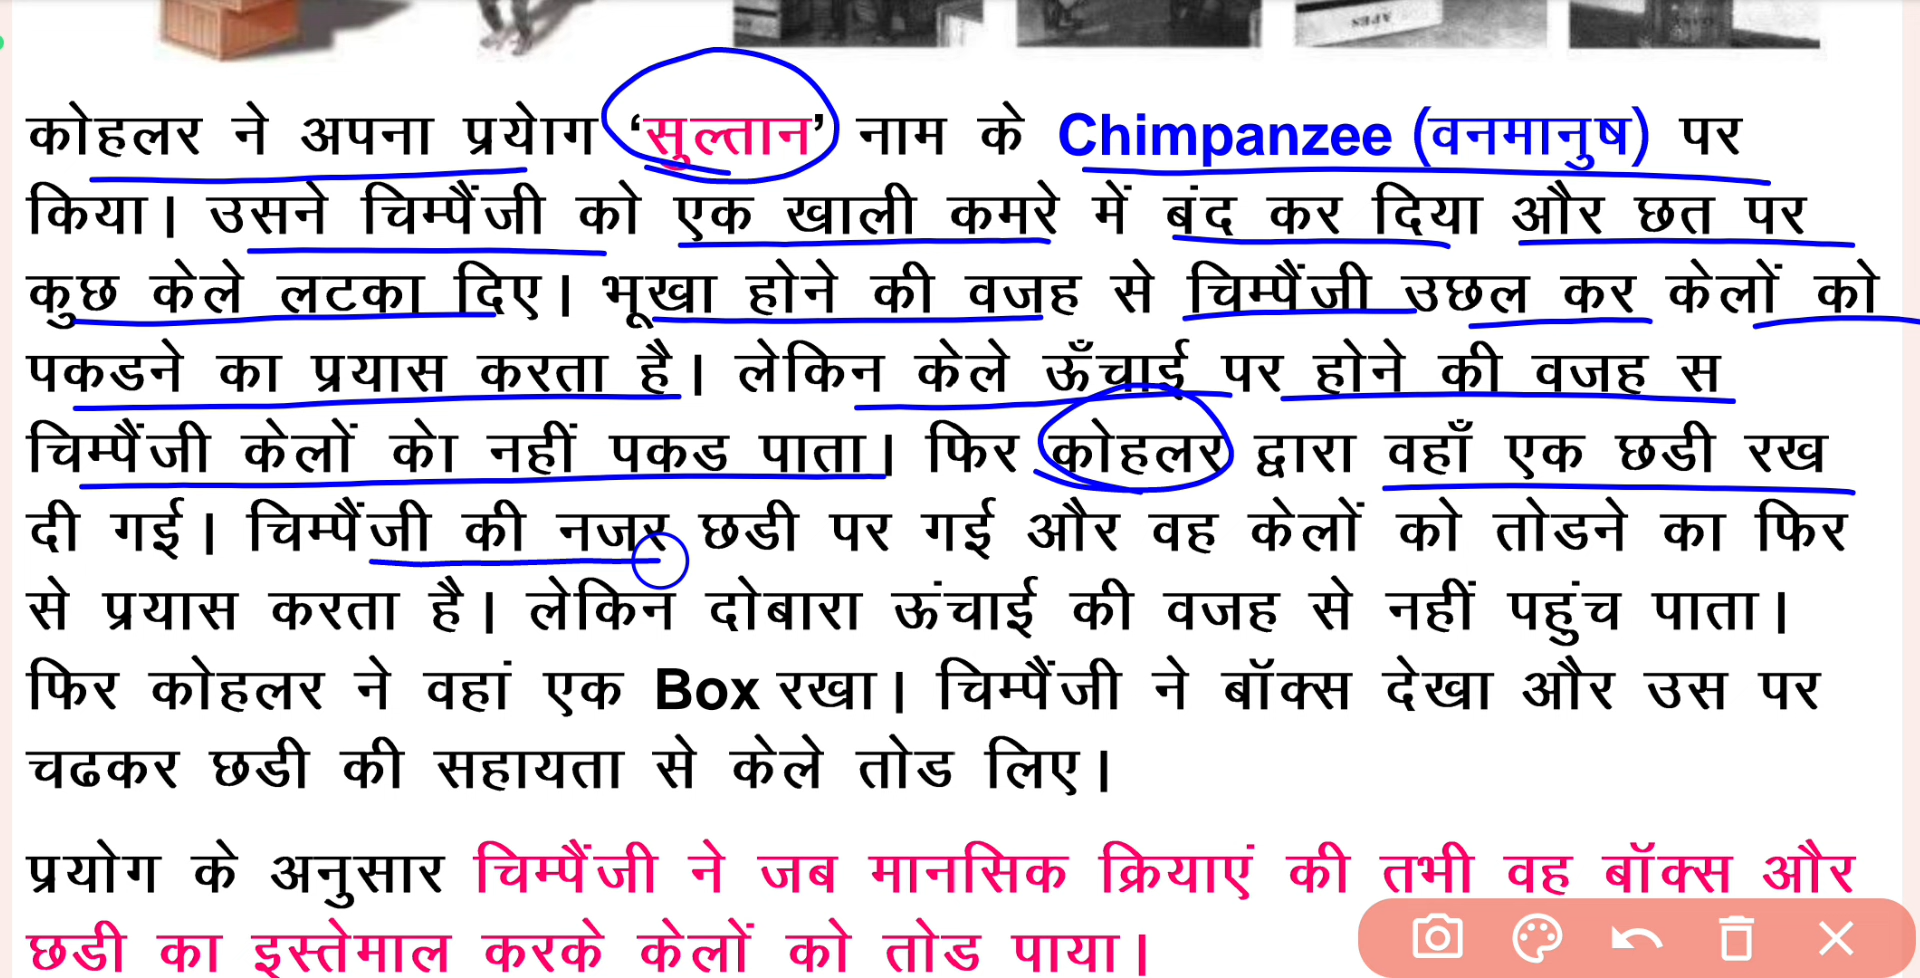 APES
कोहलर ने अपना प्रयेाग ‘सुल्तान’ नाम के Chimpanzee (वनमानुष) पर
किया। उसने चिम्पैंजी को एक खाली कमरे में बंद कर दिया और छत पर
कुछ केले लटका दिए। भूखा होने की वजह से चिम्पैंजी उछल कर केलों को
पकडने का प्रयास करता है। लेकिन केले ऊँचाई पर होने की वजह स
चिम्पैंजी केलों केा नहीं पकड पाता। फिर कोहलर द्वारा वहाँ एक छडी रख
दी गई। चिम्पैंजी की नजर छडी पर गई और वह केलों को तोडने का फिर
से प्रयास करता है। लेकिन दोबारा ऊंचाई की वजह से नहीं पहुंच पाता।
फिर कोहलर ने वहां एक Box रखा। चिम्पैंजी ने बॉक्स देखा और उस पर
चढकर छडी की सहायता से केले तोड लिए।
प्रयोग के अनुसार चिम्पैंजी ने जब मानसिक क्रियाएं की तभी वह बॉक्स और
छडी का इस्तेमाल करके केलों को तोड पाया।